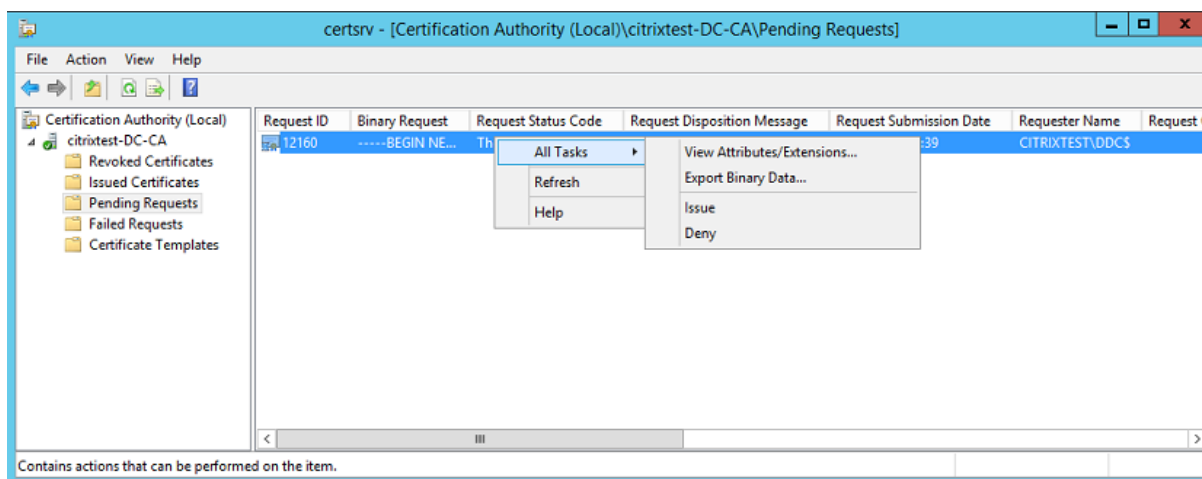 certsrv - [Certification Authority (Local)\citrixtest-DC-CA\Pending Requests]
File Action View Help
Certification Authority (Local)
citrixtest-DC-CA
Revoked Certificates
Issued Certificates
Pending Requests
Failed Requests
Certificate Templates
Request ID Binary Request Request Status Code Request Disposition Message Request Submission Date Requester Name Request
12160 -----BEGIN NE... Th :39 CITRIXTEST\DDC$
All Tasks
Refresh
Help
View Attributes/Extensions...
Export Binary Data...
Issue
Deny
Contains actions that can be performed on the item.